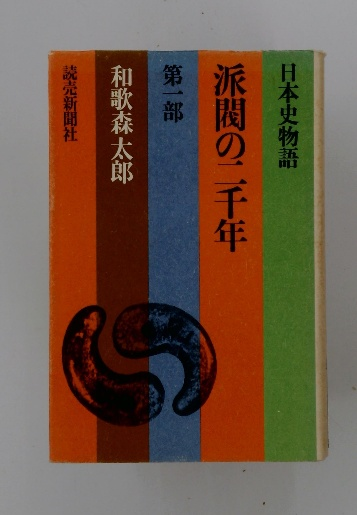 日本史物語
派閥の二千年
第一部
和歌森太郎
読売新聞社